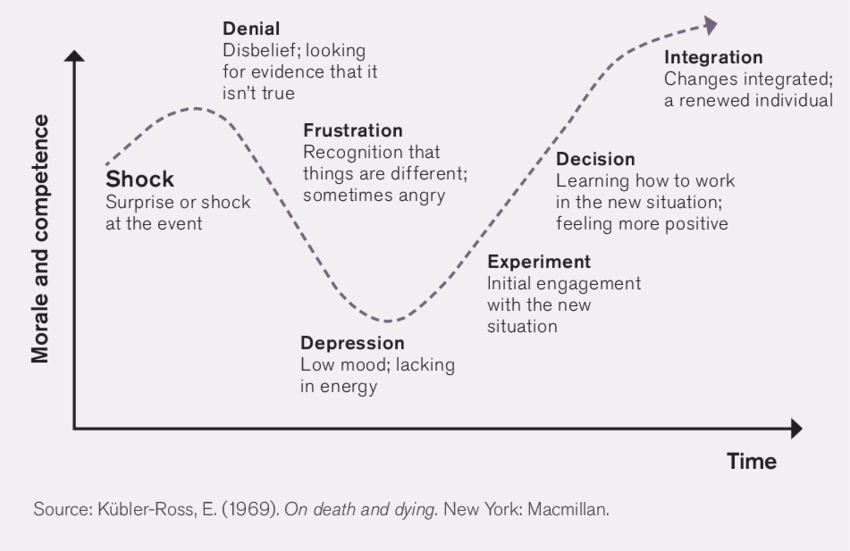 Denial
Disbelief; looking
for evidence that it
isn't true
Integration
Changes integrated;
a renewed individual
Frustration
Recognition that
things are different;
sometimes angry
Decision
Learning how to work
in the new situation;
feeling more positive
Shock
Surprise or shock
at the event
Experiment
Initial engagement
with the new
situation
Depression
Low mood; lacking
in energy
Morale and competence
Time
Source: Kübler-Ross, E. (1969). On death and dying. New York: Macmillan.